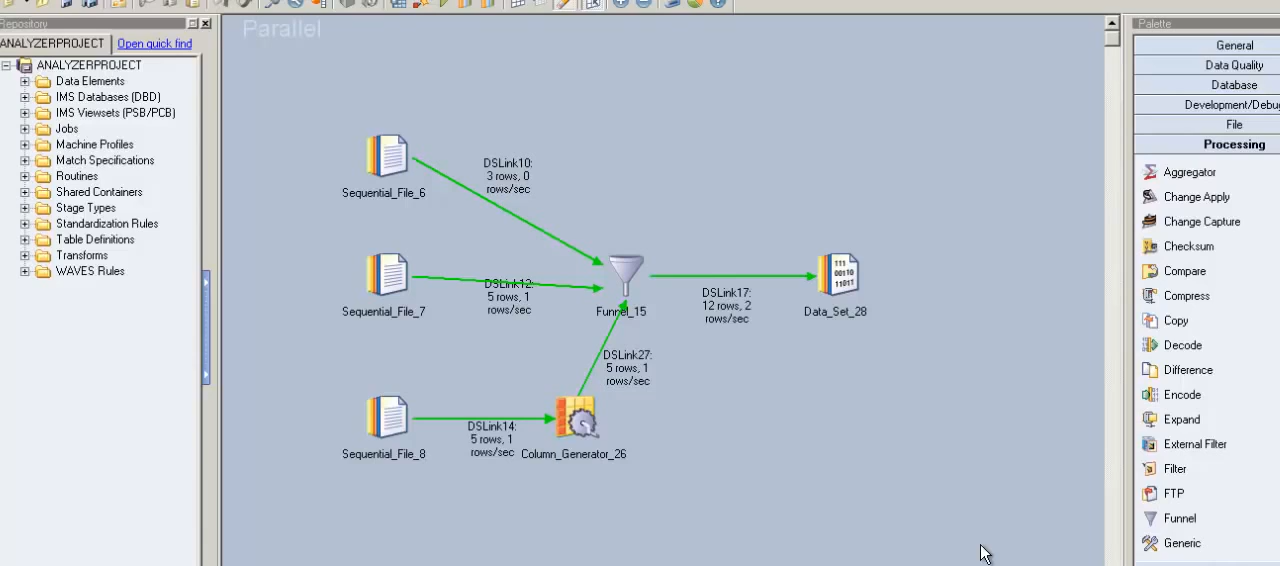 Repository
ANALYZERPROJECT
Open quick find
ANALYZERPROJECT
Data Elements
IMS Databases (DBD)
IMS Viewsets (PSB/PCB)
Jobs
Machine Profiles
Match Specifications
Routines
Shared Containers
Stage Types
Standardization Rules
Table Definitions
Transforms
WAVES Rules
Parallel
Sequential_File_6
DSLink10:
3 rows, 0
rows/sec
Sequential_File_7
DSLink12:
5 rows, 1
rows/sec
Funnel_15
DSLink17:
12 rows, 2
rows/sec
Data_Set_28
DSLink27:
5 rows, 1
rows/sec
Sequential_File_8
DSLink14:
5 rows, 1
rows/sec
Column_Generator_26
Palette
General
Data Quality
Database
Development/Debug
File
Processing
Aggregator
Change Apply
Change Capture
Checksum
Compare
Compress
Copy
Decode
Difference
Encode
Expand
External Filter
Filter
FTP
Funnel
Generic
111
00110
11011